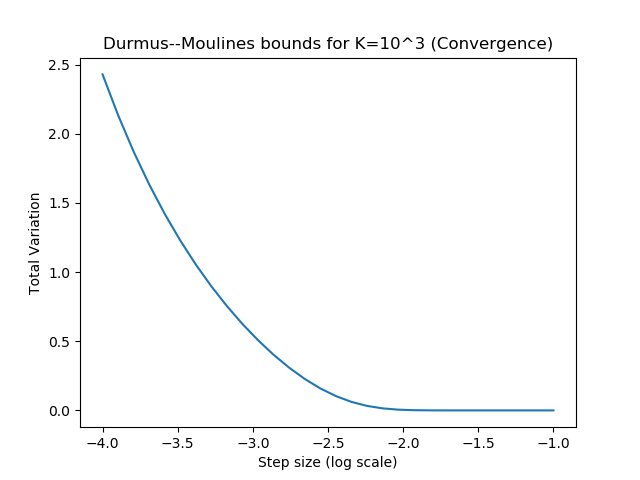 Durmus--Moulines bounds for K=10^3 (Convergence)
2.5
2.0
1.5
1.0
0.5
0.0
Total Variation
−4.0 −3.5 −3.0 −2.5 −2.0 −1.5 −1.0
Step size (log scale)